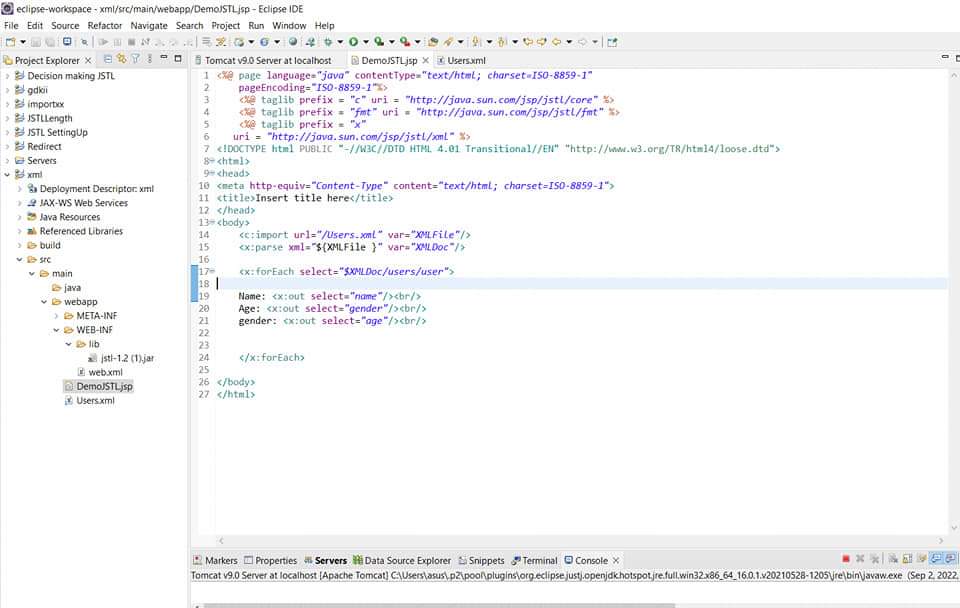 eclipse-workspace - xml/src/main/webapp/DemoJSTL.jsp - Eclipse IDE
File Edit Source Refactor Navigate Search Project Run Window Help
Project Explorer
Tomcat v9.0 Server at localhost DemoJSTL.jsp Users.xml
Decision making JSTL
gdkii
importxx
JSTLLength
JSTL SettingUp
Redirect
Servers
xml
Deployment Descriptor: xml
JAX-WS Web Services
Java Resources
Referenced Libraries
build
src
main
java
webapp
META-INF
WEB-INF
lib
jstl-1.2 (1).jar
web.xml
DemoJSTL.jsp
Users.xml
1 <%@ page language="java" contentType="text/html; charset=ISO-8859-1"
2 pageEncoding="ISO-8859-1"%>
3 <%@ taglib prefix = "c" uri = "http://java.sun.com/jsp/jstl/core" %>
4 <%@ taglib prefix = "fmt" uri = "http://java.sun.com/jsp/jstl/fmt" %>
5 <%@ taglib prefix = "x"
6 uri = "http://java.sun.com/jsp/jstl/xml" %>
7 <!DOCTYPE html PUBLIC "-//W3C//DTD HTML 4.01 Transitional//EN" "http://www.w3.org/TR/html4/loose.dtd">
8 <html>
9 <head>
10 <meta http-equiv="Content-Type" content="text/html; charset=ISO-8859-1">
11 <title>Insert title here</title>
12 </head>
13 <body>
14 <c:import url="/Users.xml" var="XMLFile"/>
15 <x:parse xml="${XMLFile }" var="XMLDoc"/>
16
17 <x:forEach select="$XMLDoc/users/user">
18
19 Name: <x:out select="name"/><br/>
20 Age: <x:out select="gender"/><br/>
21 gender: <x:out select="age"/><br/>
22
23
24 </x:forEach>
25
26 </body>
27 </html>
Markers Properties Servers Data Source Explorer Snippets Terminal Console
Tomcat v9.0 Server at localhost [Apache Tomcat] C:\Users\asus\.p2\pool\plugins\org.eclipse.justj.openjdk.hotspot.jre.full.win32.x86_64_16.0.1.v20210528-1205\jre\bin\javaw.exe (Sep 2, 2022,